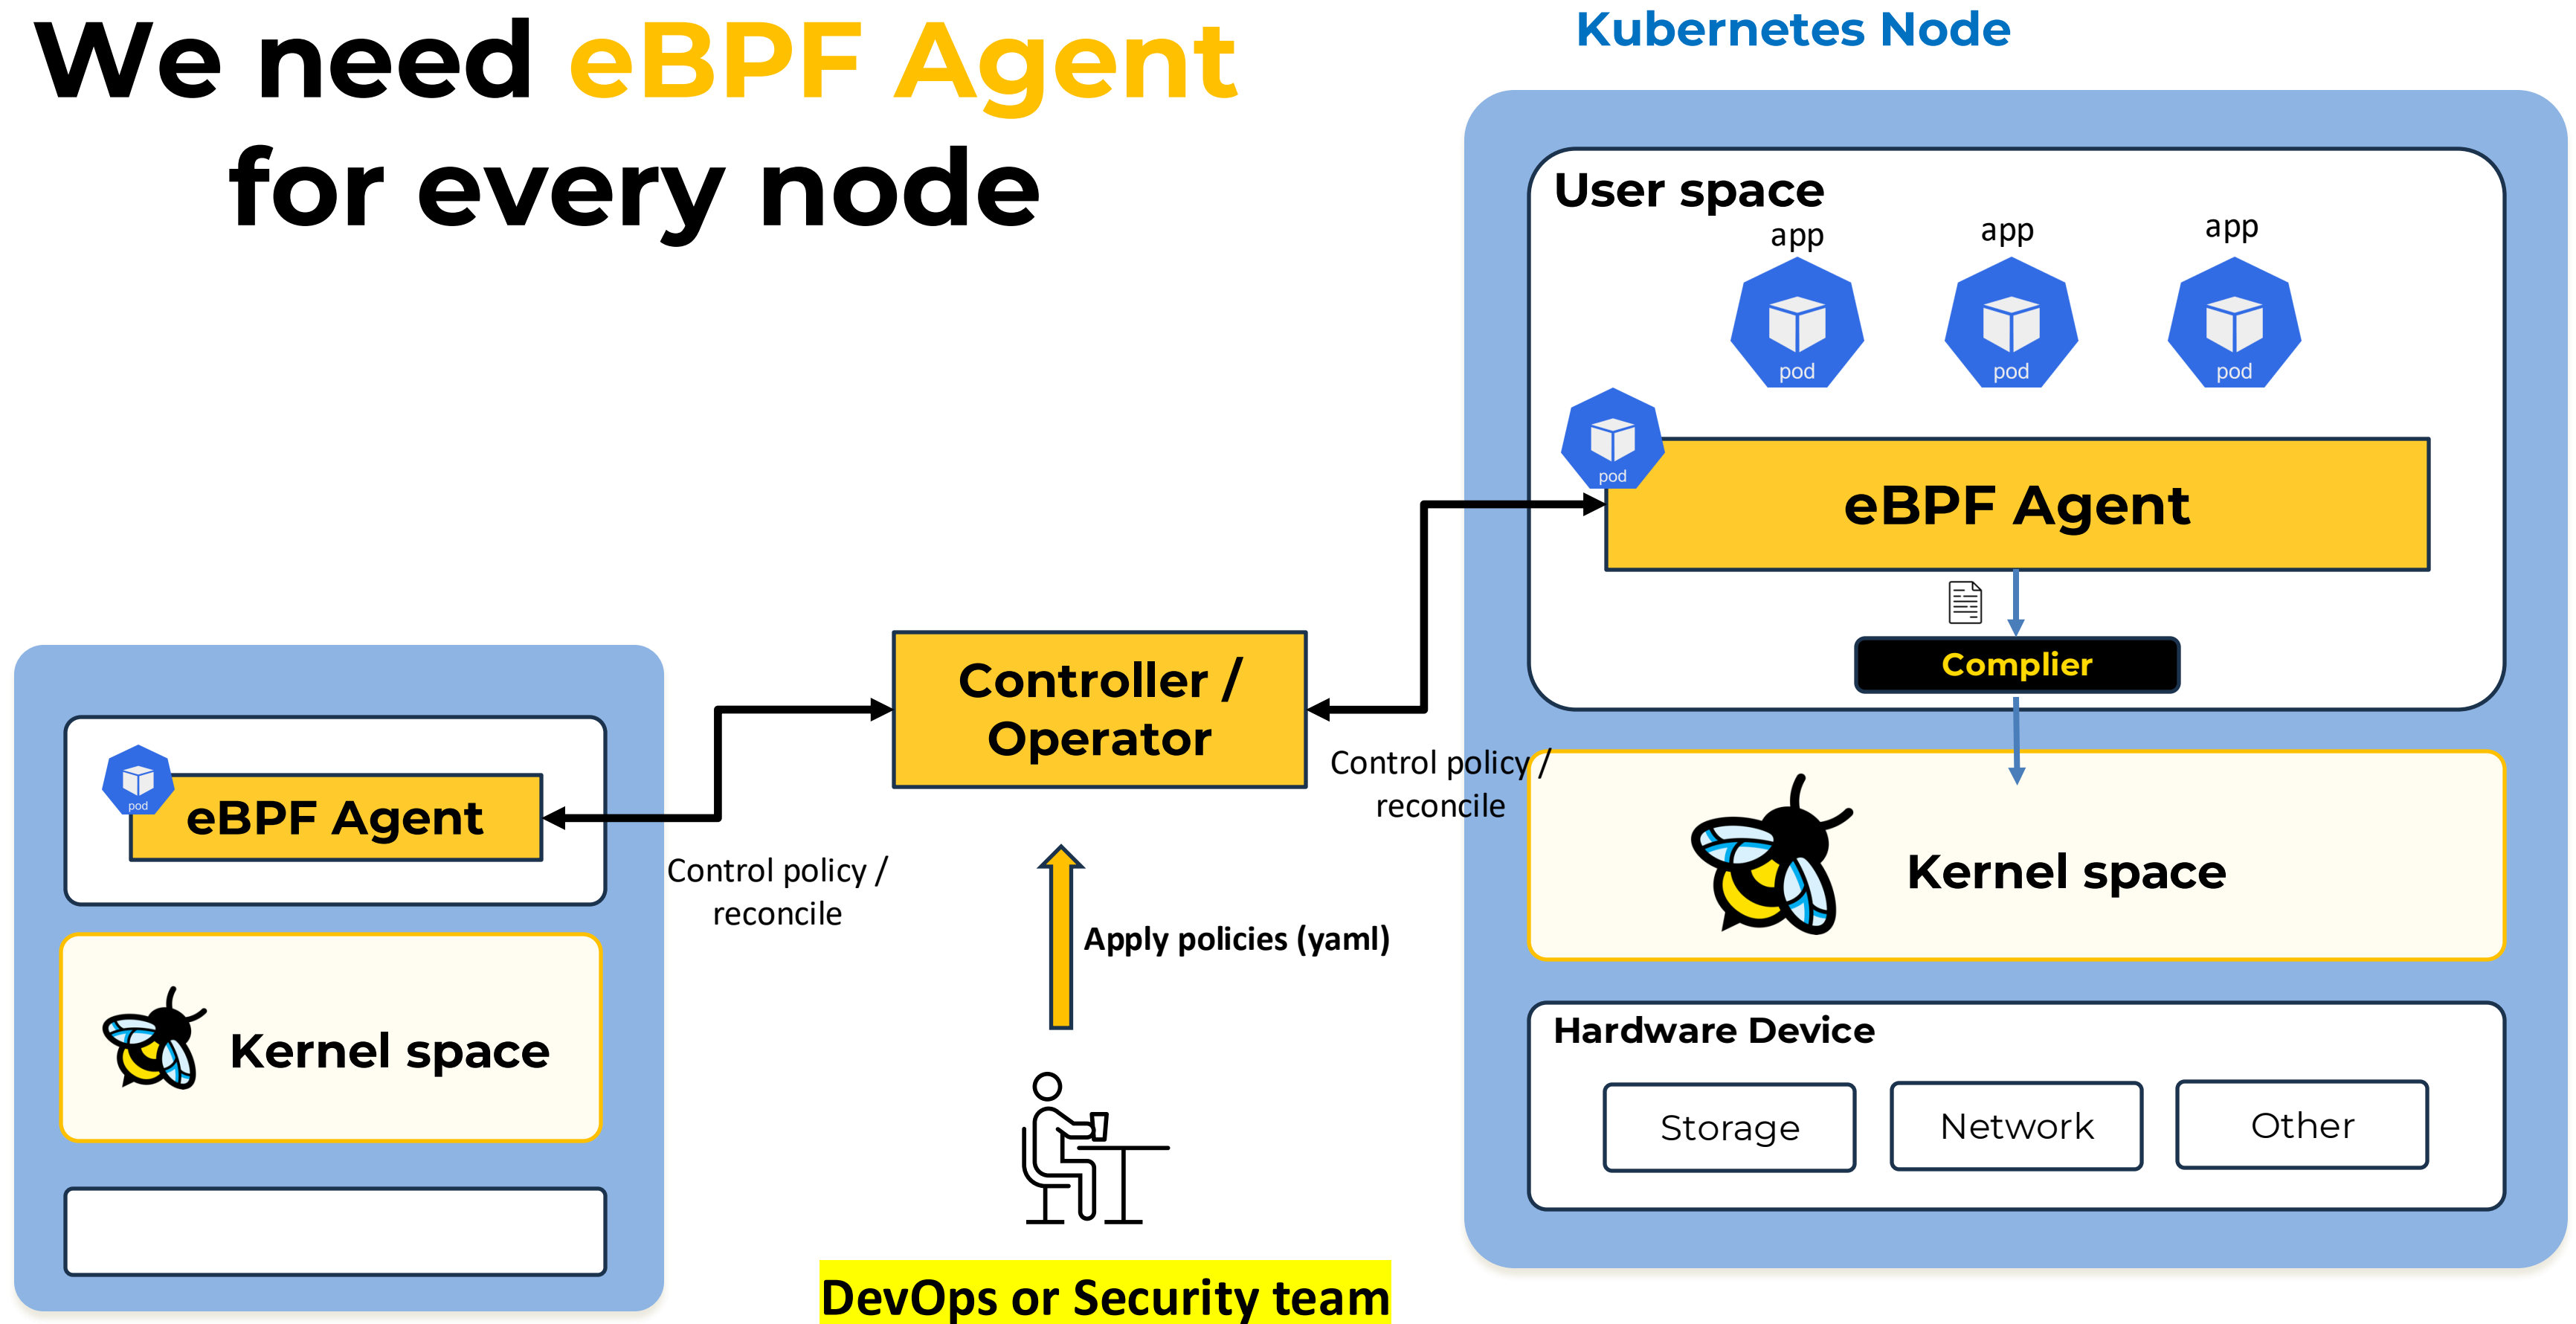 We need eBPF Agent
for every node
Kubernetes Node
User space
app
app
app
pod
pod
pod
pod
eBPF Agent
Complier
Controller /
Operator
Control policy /
reconcile
pod
eBPF Agent
Control policy /
reconcile
Kernel space
Apply policies (yaml)
Kernel space
Hardware Device
Storage
Network
Other
DevOps or Security team